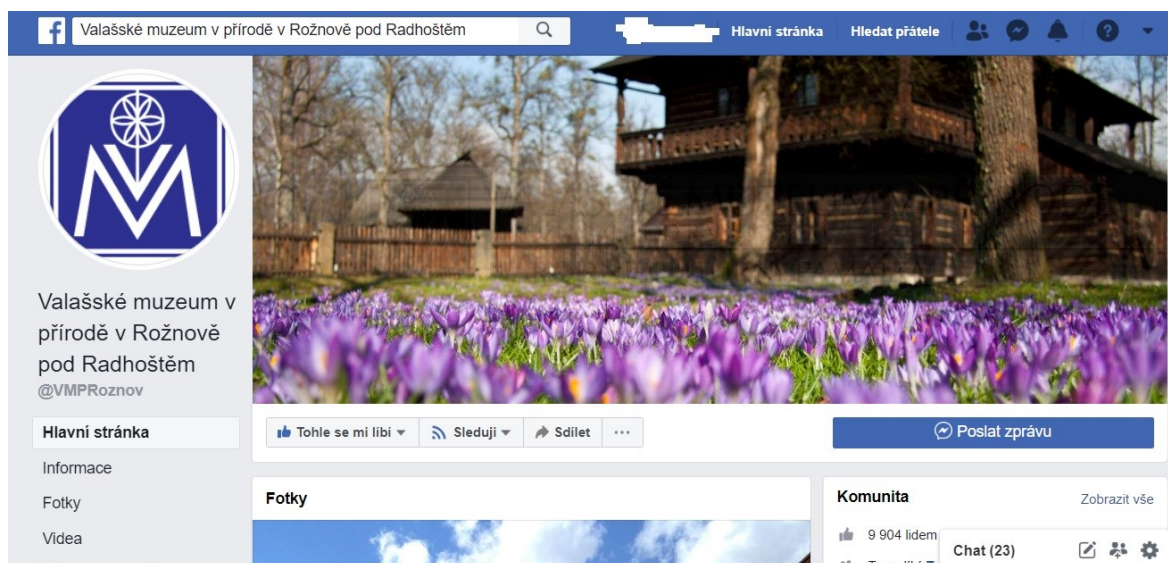 Valašské muzeum v přírodě v Rožnově pod Radhoštěm
Hlavní stránka
Hledat přátele
VM
Valašské muzeum v
přírodě v Rožnově
pod Radhoštěm
@VMPRoznov
Hlavní stránka
Informace
Fotky
Videa
Tohle se mi líbí
Sleduji
Sdílet
Poslat zprávu
Fotky
Komunita
Zobrazit vše
9 904 lidem
Chat (23)